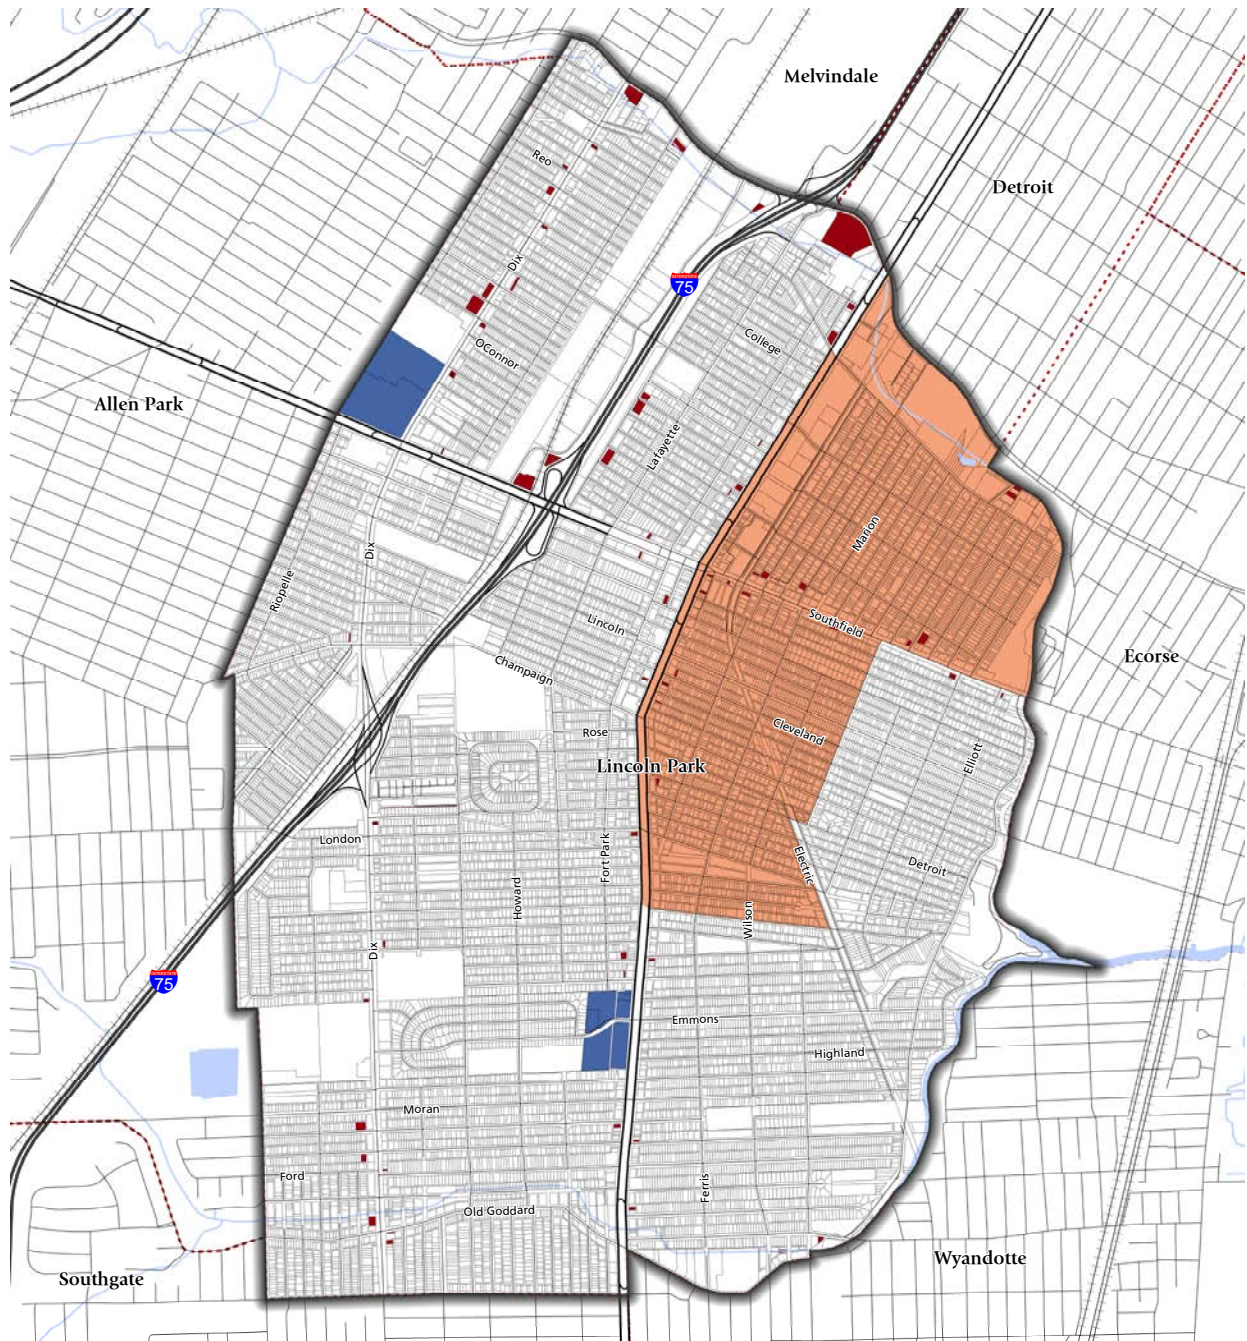 Melvindale
Reo
Detroit
Dix
INTERSTATE
75
College
OConnor
Allen Park
Lafayette
Marion
Dix
Riopelle
Lincoln
Southfield
Champaign
Ecorse
Rose
Cleveland
Elliott
Lincoln Park
London
Fort Park
Electric
Detroit
Howard
Wilson
Dix
INTERSTATE
75
Emmons
Highland
Moran
Ford
Ferris
Old Goddard
Southgate
Wyandotte